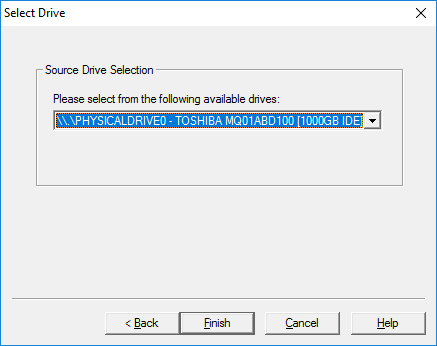 Select Drive
Source Drive Selection
Please select from the following available drives:
\\.\PHYSICALDRIVE0 - TOSHIBA MQ01ABD100 [1000GB IDE]
< Back
Finish
Cancel
Help